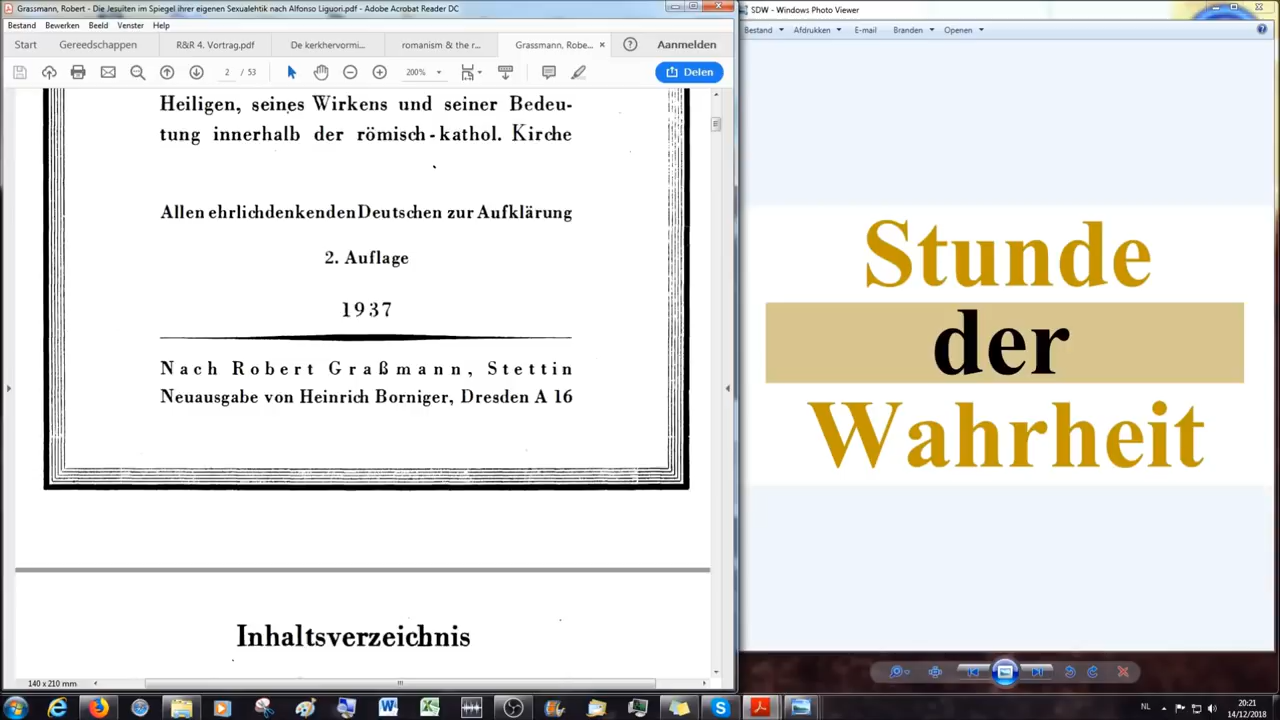 Grassmann, Robert - Die Jesuiten im Spiegel ihrer eigenen Sexualehtik nach Alfonso Liguori.pdf - Adobe Acrobat Reader DC
Bestand Bewerken Beeld Venster Help
Start Gereedschappen R&R 4. Vortrag.pdf De kerkhervormi... romanism & the r... Grassmann, Robe... × Aanmelden
2 / 53 200% Delen
Heiligen, seines Wirkens und seiner Bedeu-
tung innerhalb der römisch-kathol. Kirche
Allen ehrlichdenkenden Deutschen zur Aufklärung
2. Auflage
1937
Nach Robert Graßmann, Stettin
Neuausgabe von Heinrich Borniger, Dresden A 16
Inhaltsverzeichnis
140 x 210 mm
SDW - Windows Photo Viewer
Bestand Afdrukken E-mail Branden Openen
Stunde
der
Wahrheit
NL 20:21
14/12/2018